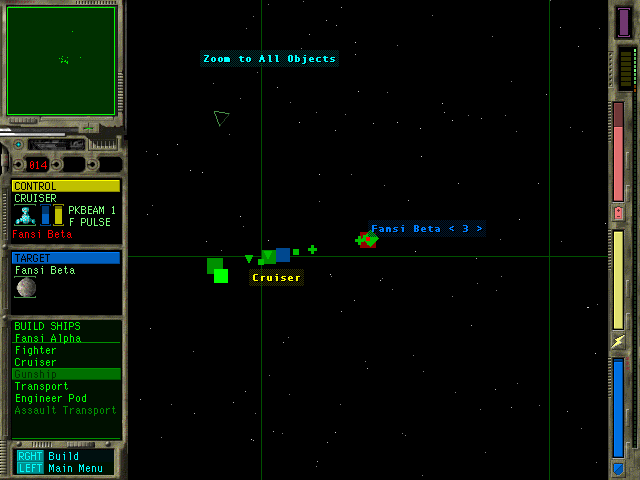 Zoom to All Objects
014
CONTROL
CRUISER
PKBEAM 1
F PULSE
Fansi Beta
Fansi Beta < 3 >
TARGET
Fansi Beta
Cruiser
BUILD SHIPS
Fansi Alpha
Fighter
Cruiser
Gunship
Transport
Engineer Pod
Assault Transport
RGHT Build
LEFT Main Menu